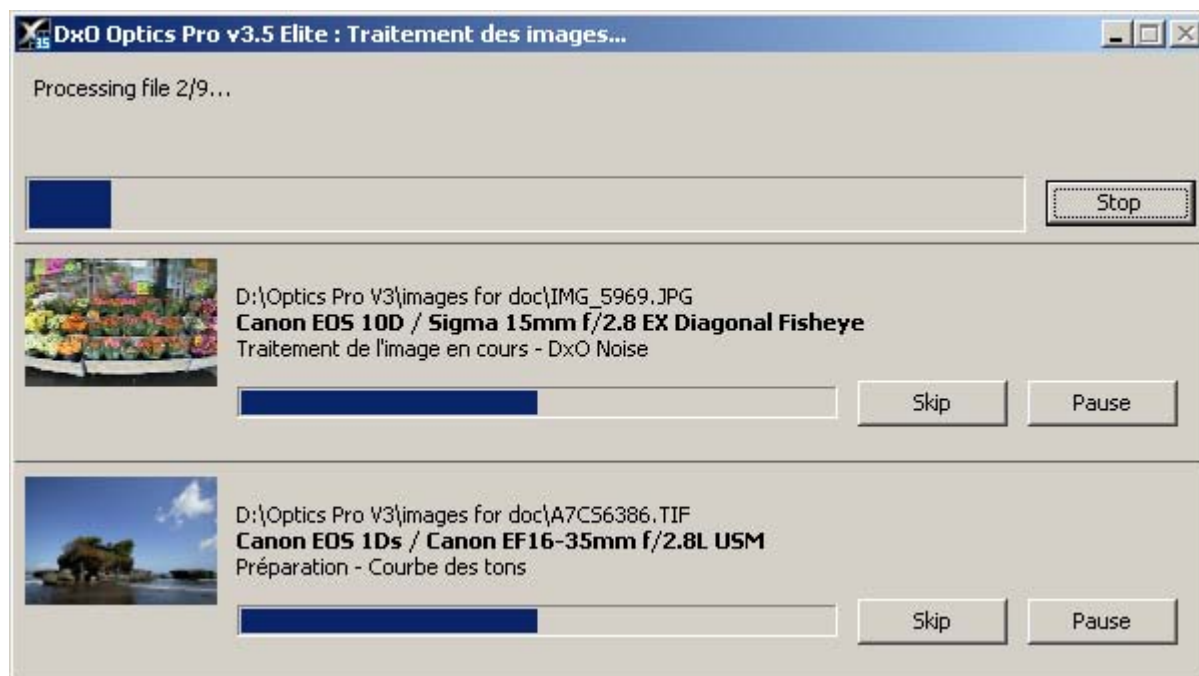 DxO Optics Pro v3.5 Elite : Traitement des images...
Processing file 2/9...
Stop
D:\Optics Pro V3\images for doc\IMG_5969.JPG
Canon EOS 10D / Sigma 15mm f/2.8 EX Diagonal Fisheye
Traitement de l'image en cours - DxO Noise
Skip
Pause
D:\Optics Pro V3\images for doc\A7CS6386.TIF
Canon EOS 1Ds / Canon EF16-35mm f/2.8L USM
Préparation - Courbe des tons
Skip
Pause